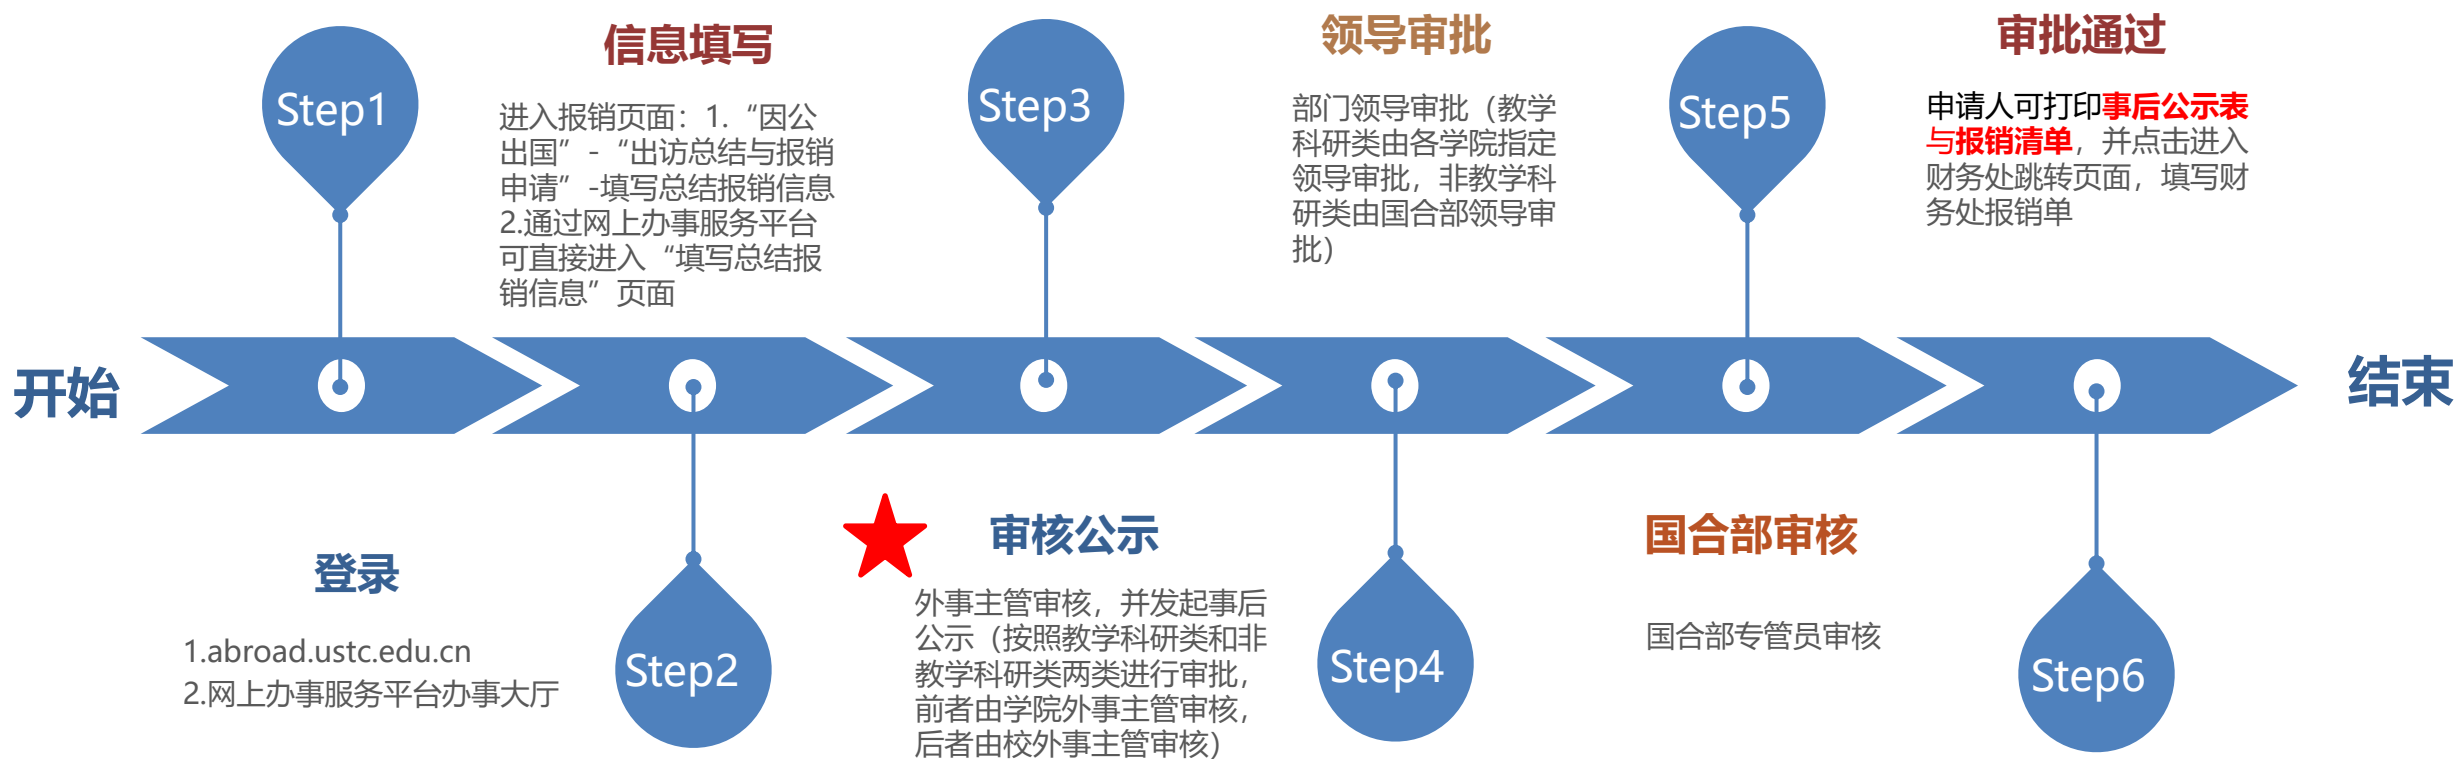 开始
Step1
登录
1.abroad.ustc.edu.cn
2.网上办事服务平台办事大厅
信息填写
进入报销页面：1.“因公
出国”-“出访总结与报销
申请”-填写总结报销信息
2.通过网上办事服务平台
可直接进入“填写总结报
销信息”页面
Step2
Step3
审核公示
外事主管审核，并发起事后
公示（按照教学科研类和非
教学科研类两类进行审批，
前者由学院外事主管审核，
后者由校外事主管审核）
领导审批
部门领导审批（教学
科研类由各学院指定
领导审批，非教学科
研类由国合部领导审
批）
Step4
Step5
国合部审核
国合部专管员审核
审批通过
申请人可打印事后公示表
与报销清单，并点击进入
财务处跳转页面，填写财
务处报销单
Step6
结束